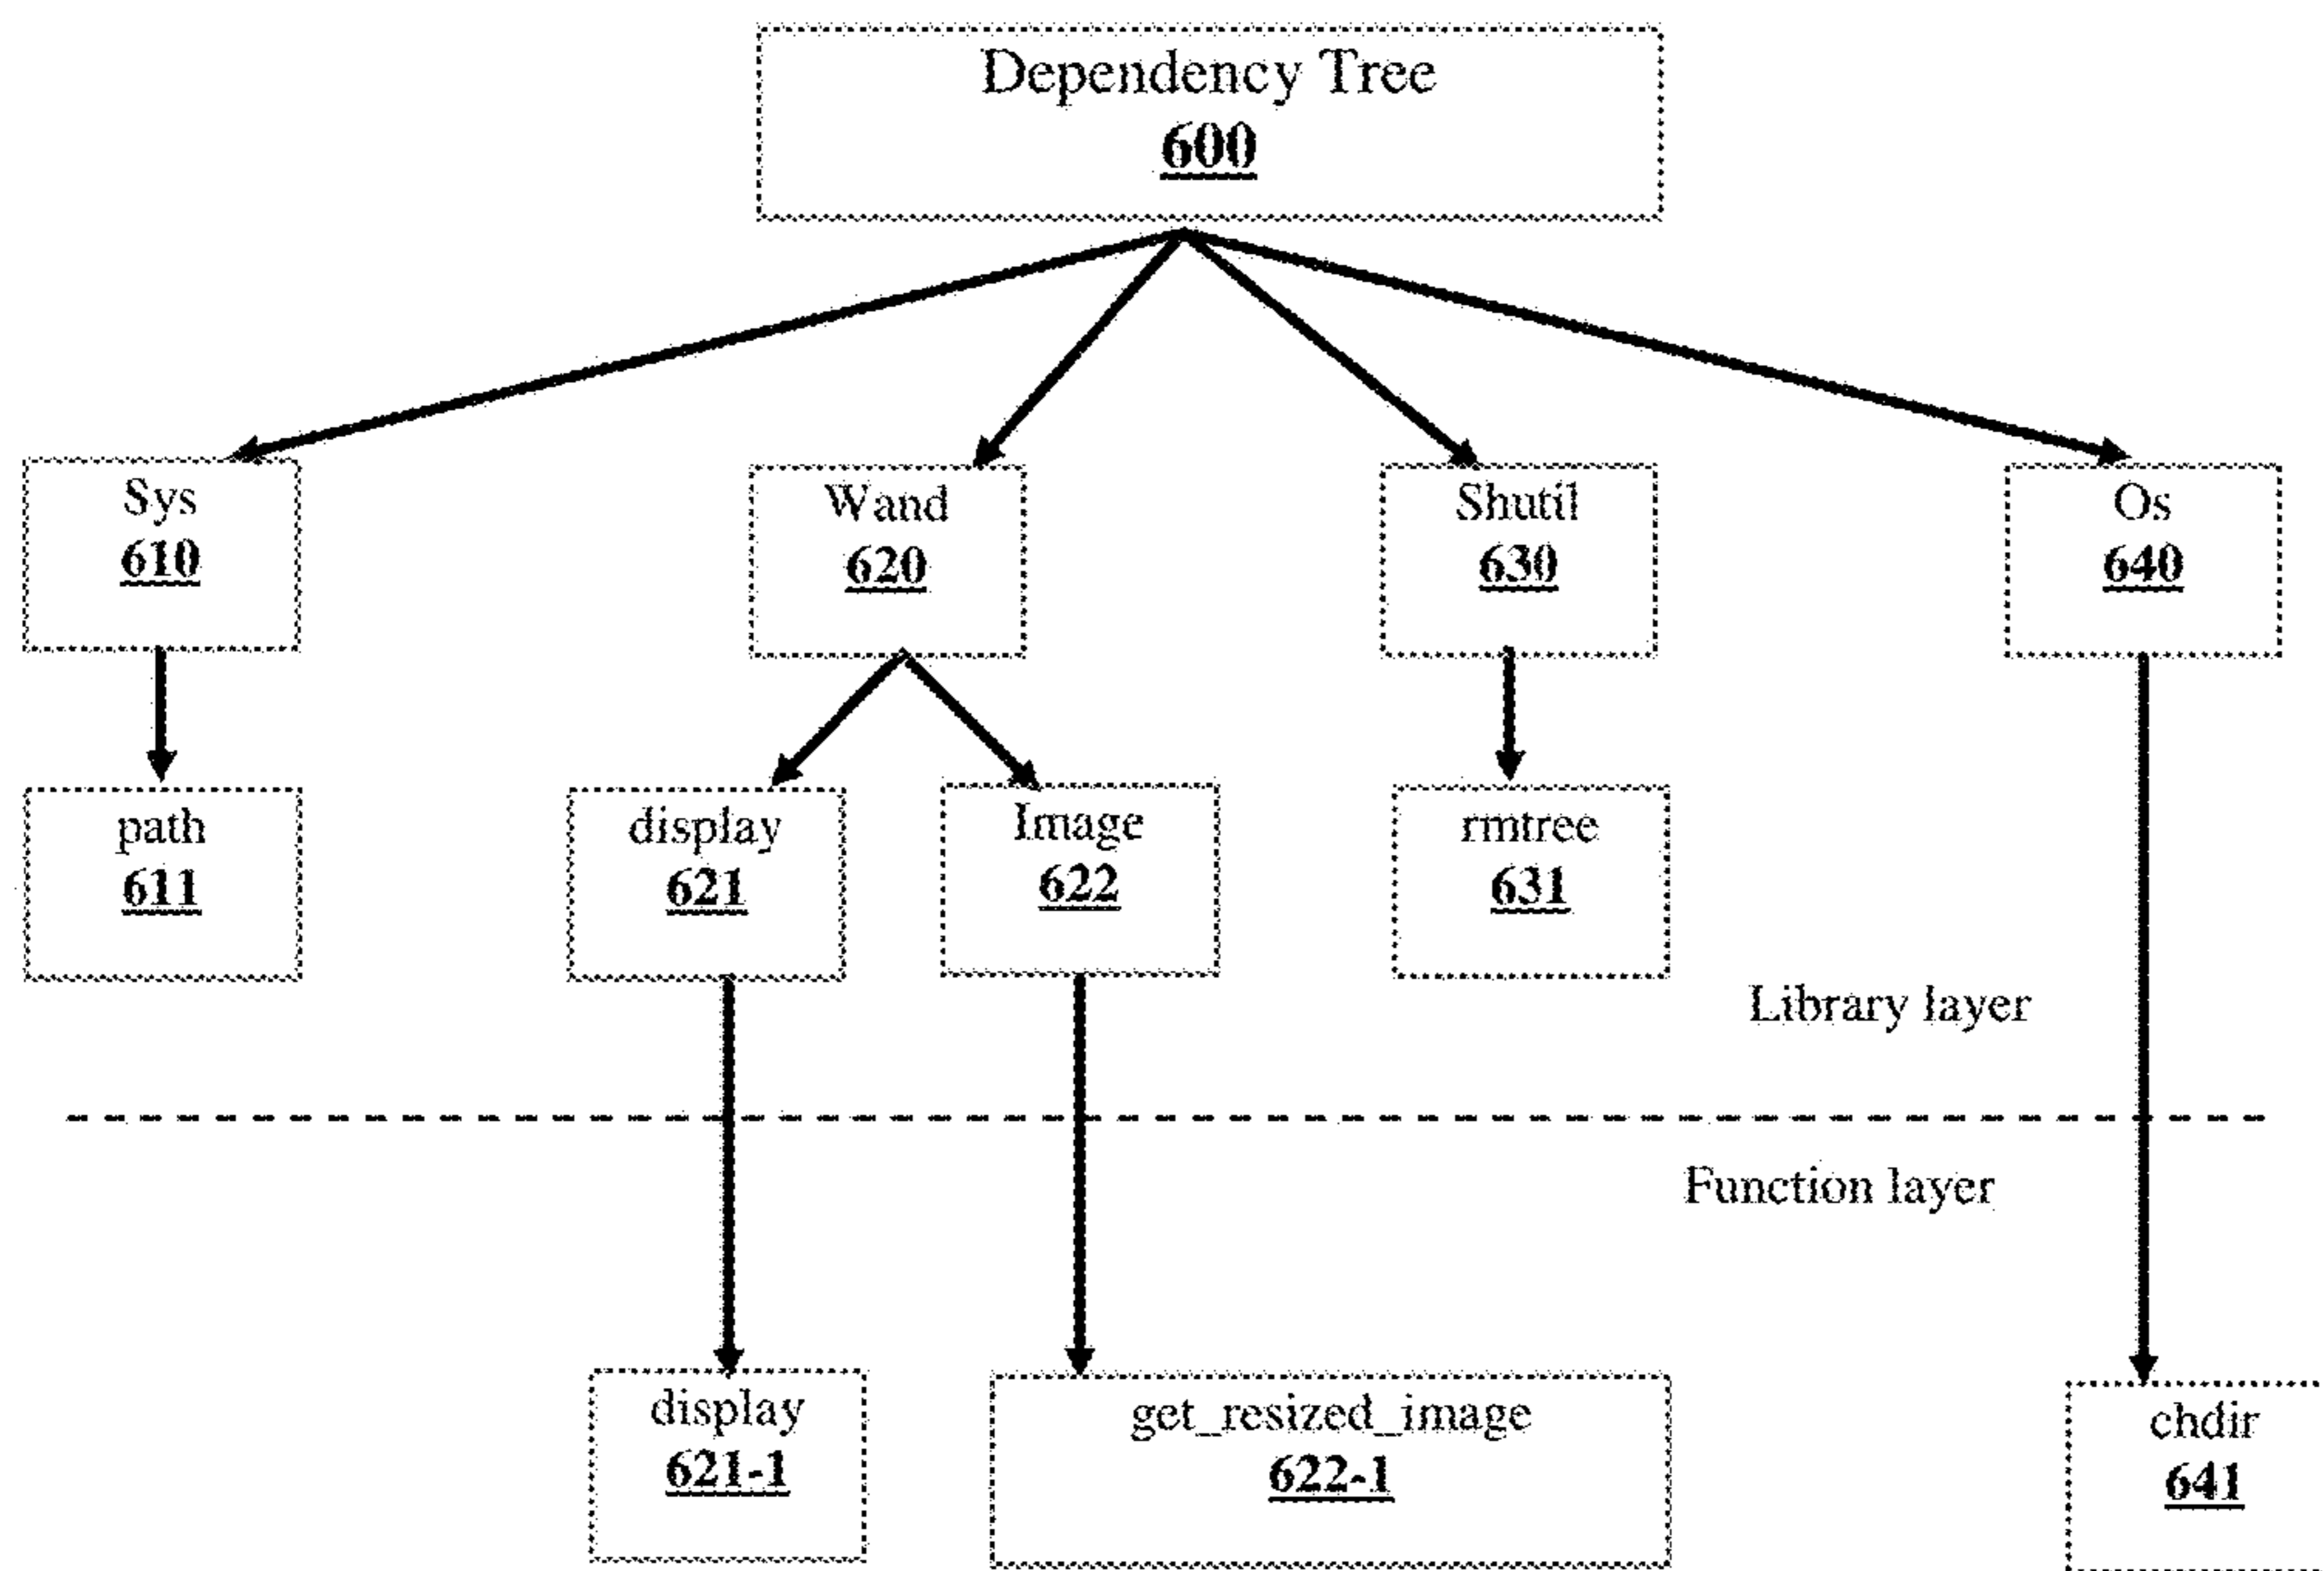 Dependency Tree
600
Sys
610
Wand
620
Shutil
630
Os
640
path
611
display
621
Image
622
rmtree
631
Library layer
Function layer
display
621-1
get_resized_image
622-1
chdir
641